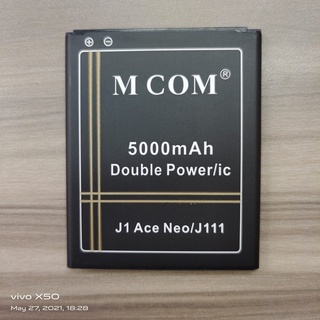 M COM®
5000mAh
Double Power/ic
J1 Ace Neo/J111
vivo X50
May 27, 2021, 18:28